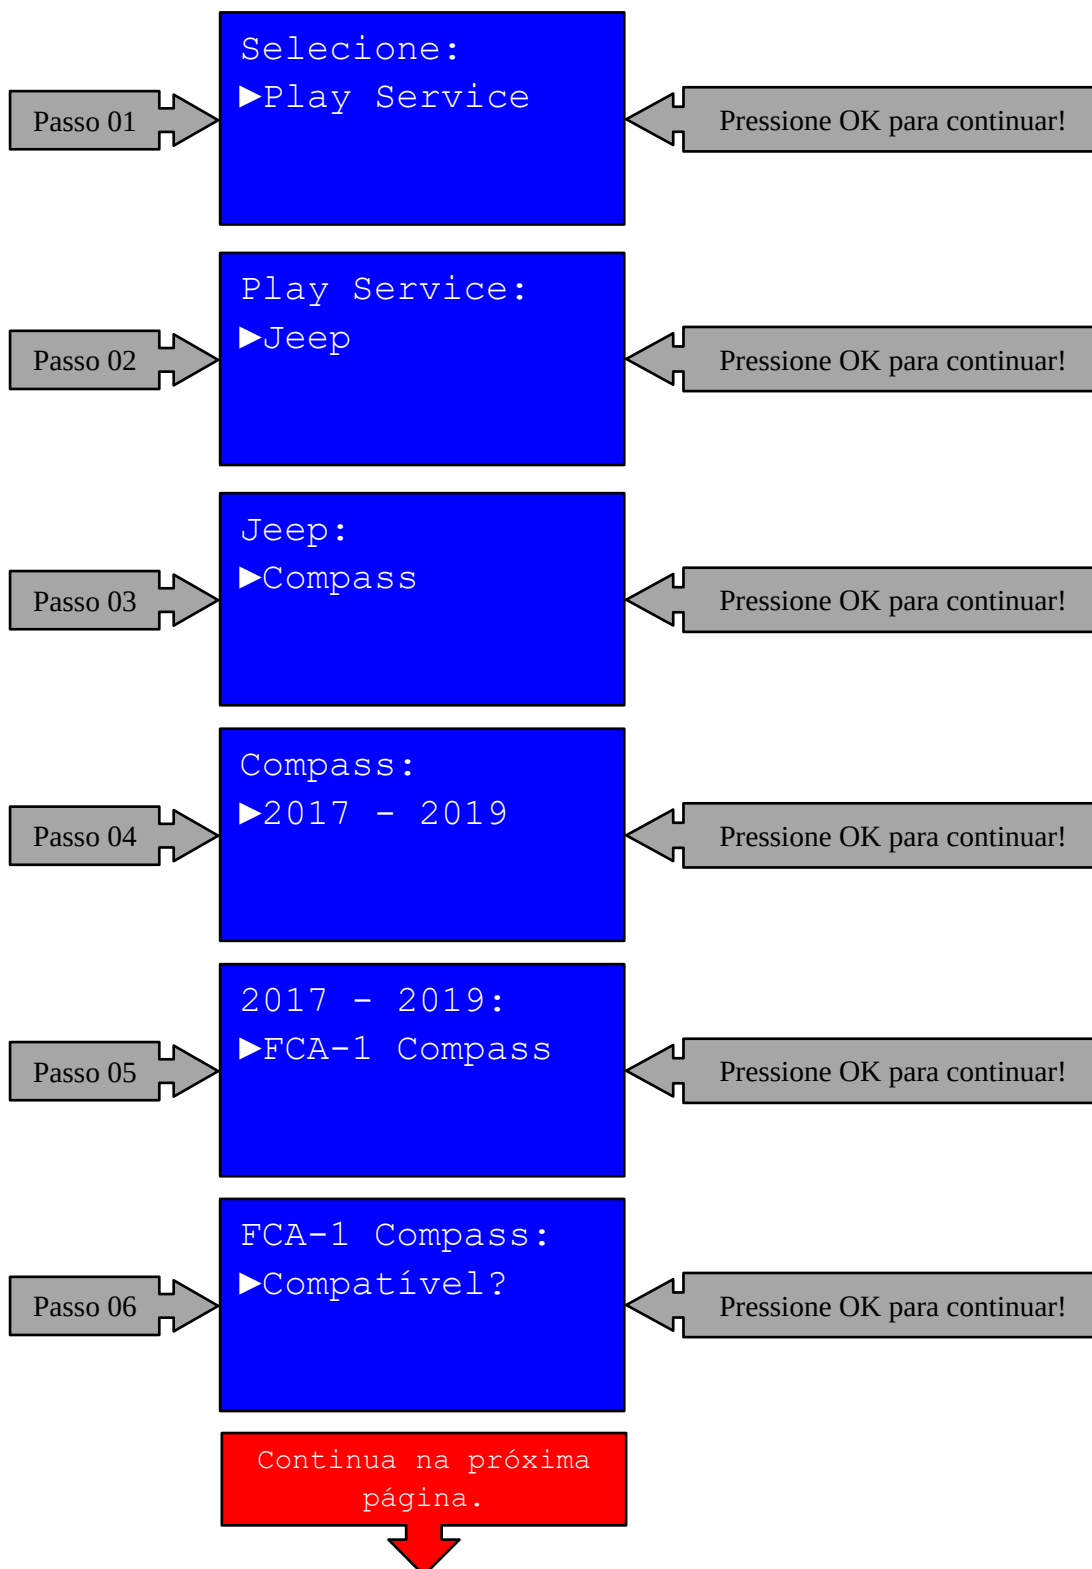 Selecione:
►Play Service
Passo 01
Pressione OK para continuar!
Play Service:
►Jeep
Passo 02
Pressione OK para continuar!
Jeep:
►Compass
Passo 03
Pressione OK para continuar!
Compass:
►2017 - 2019
Passo 04
Pressione OK para continuar!
2017 - 2019:
►FCA-1 Compass
Passo 05
Pressione OK para continuar!
FCA-1 Compass:
►Compatível?
Passo 06
Pressione OK para continuar!
Continua na próxima
página.